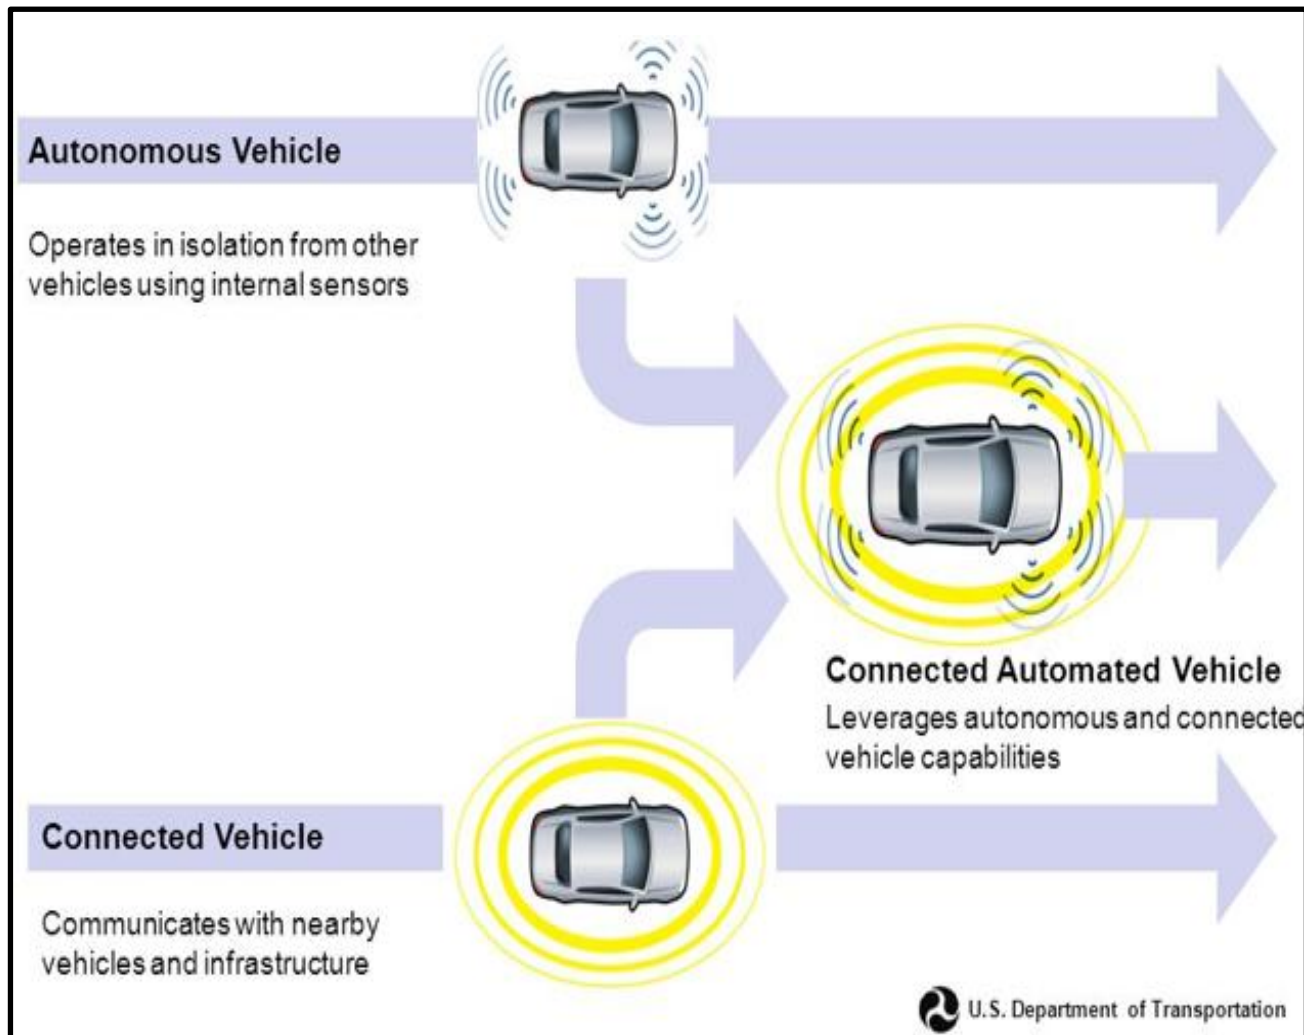 Autonomous Vehicle
Operates in isolation from other
vehicles using internal sensors
Connected Automated Vehicle
Leverages autonomous and connected
vehicle capabilities
Connected Vehicle
Communicates with nearby
vehicles and infrastructure
U.S. Department of Transportation